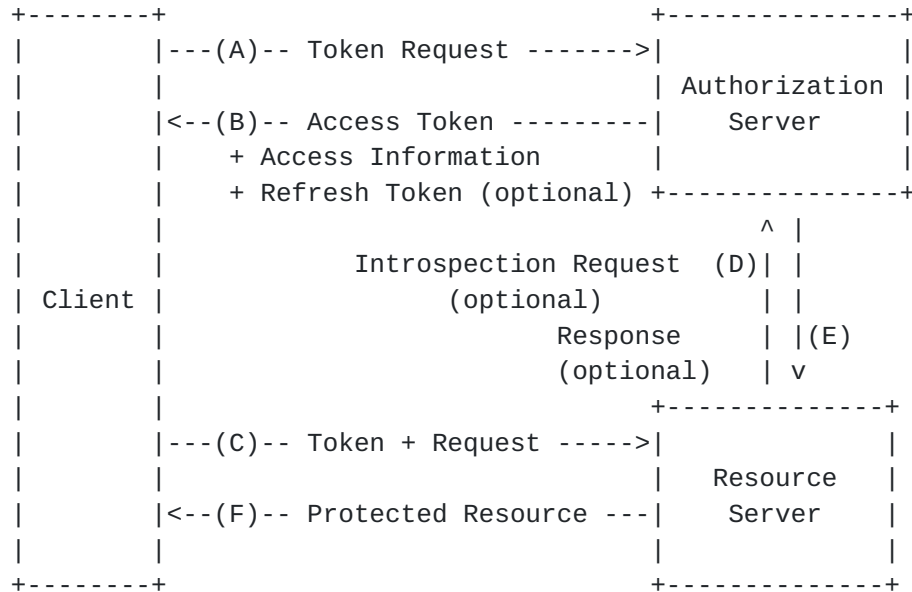 +--------+                               +---------------+
|        |---(A)-- Token Request ------->|               |
|        |                               | Authorization |
|        |<--(B)-- Access Token ---------|    Server     |
|        |    + Access Information       |               |
|        |    + Refresh Token (optional) +---------------+
|        |                                      ^ |
|        |            Introspection Request  (D)| |
| Client |                  (optional)          | |
|        |                         Response     | |(E)
|        |                         (optional)   | v
|        |                               +--------------+
|        |---(C)-- Token + Request ----->|              |
|        |                               |   Resource   |
|        |<--(F)-- Protected Resource ---|    Server    |
|        |                               |              |
+--------+                               +--------------+